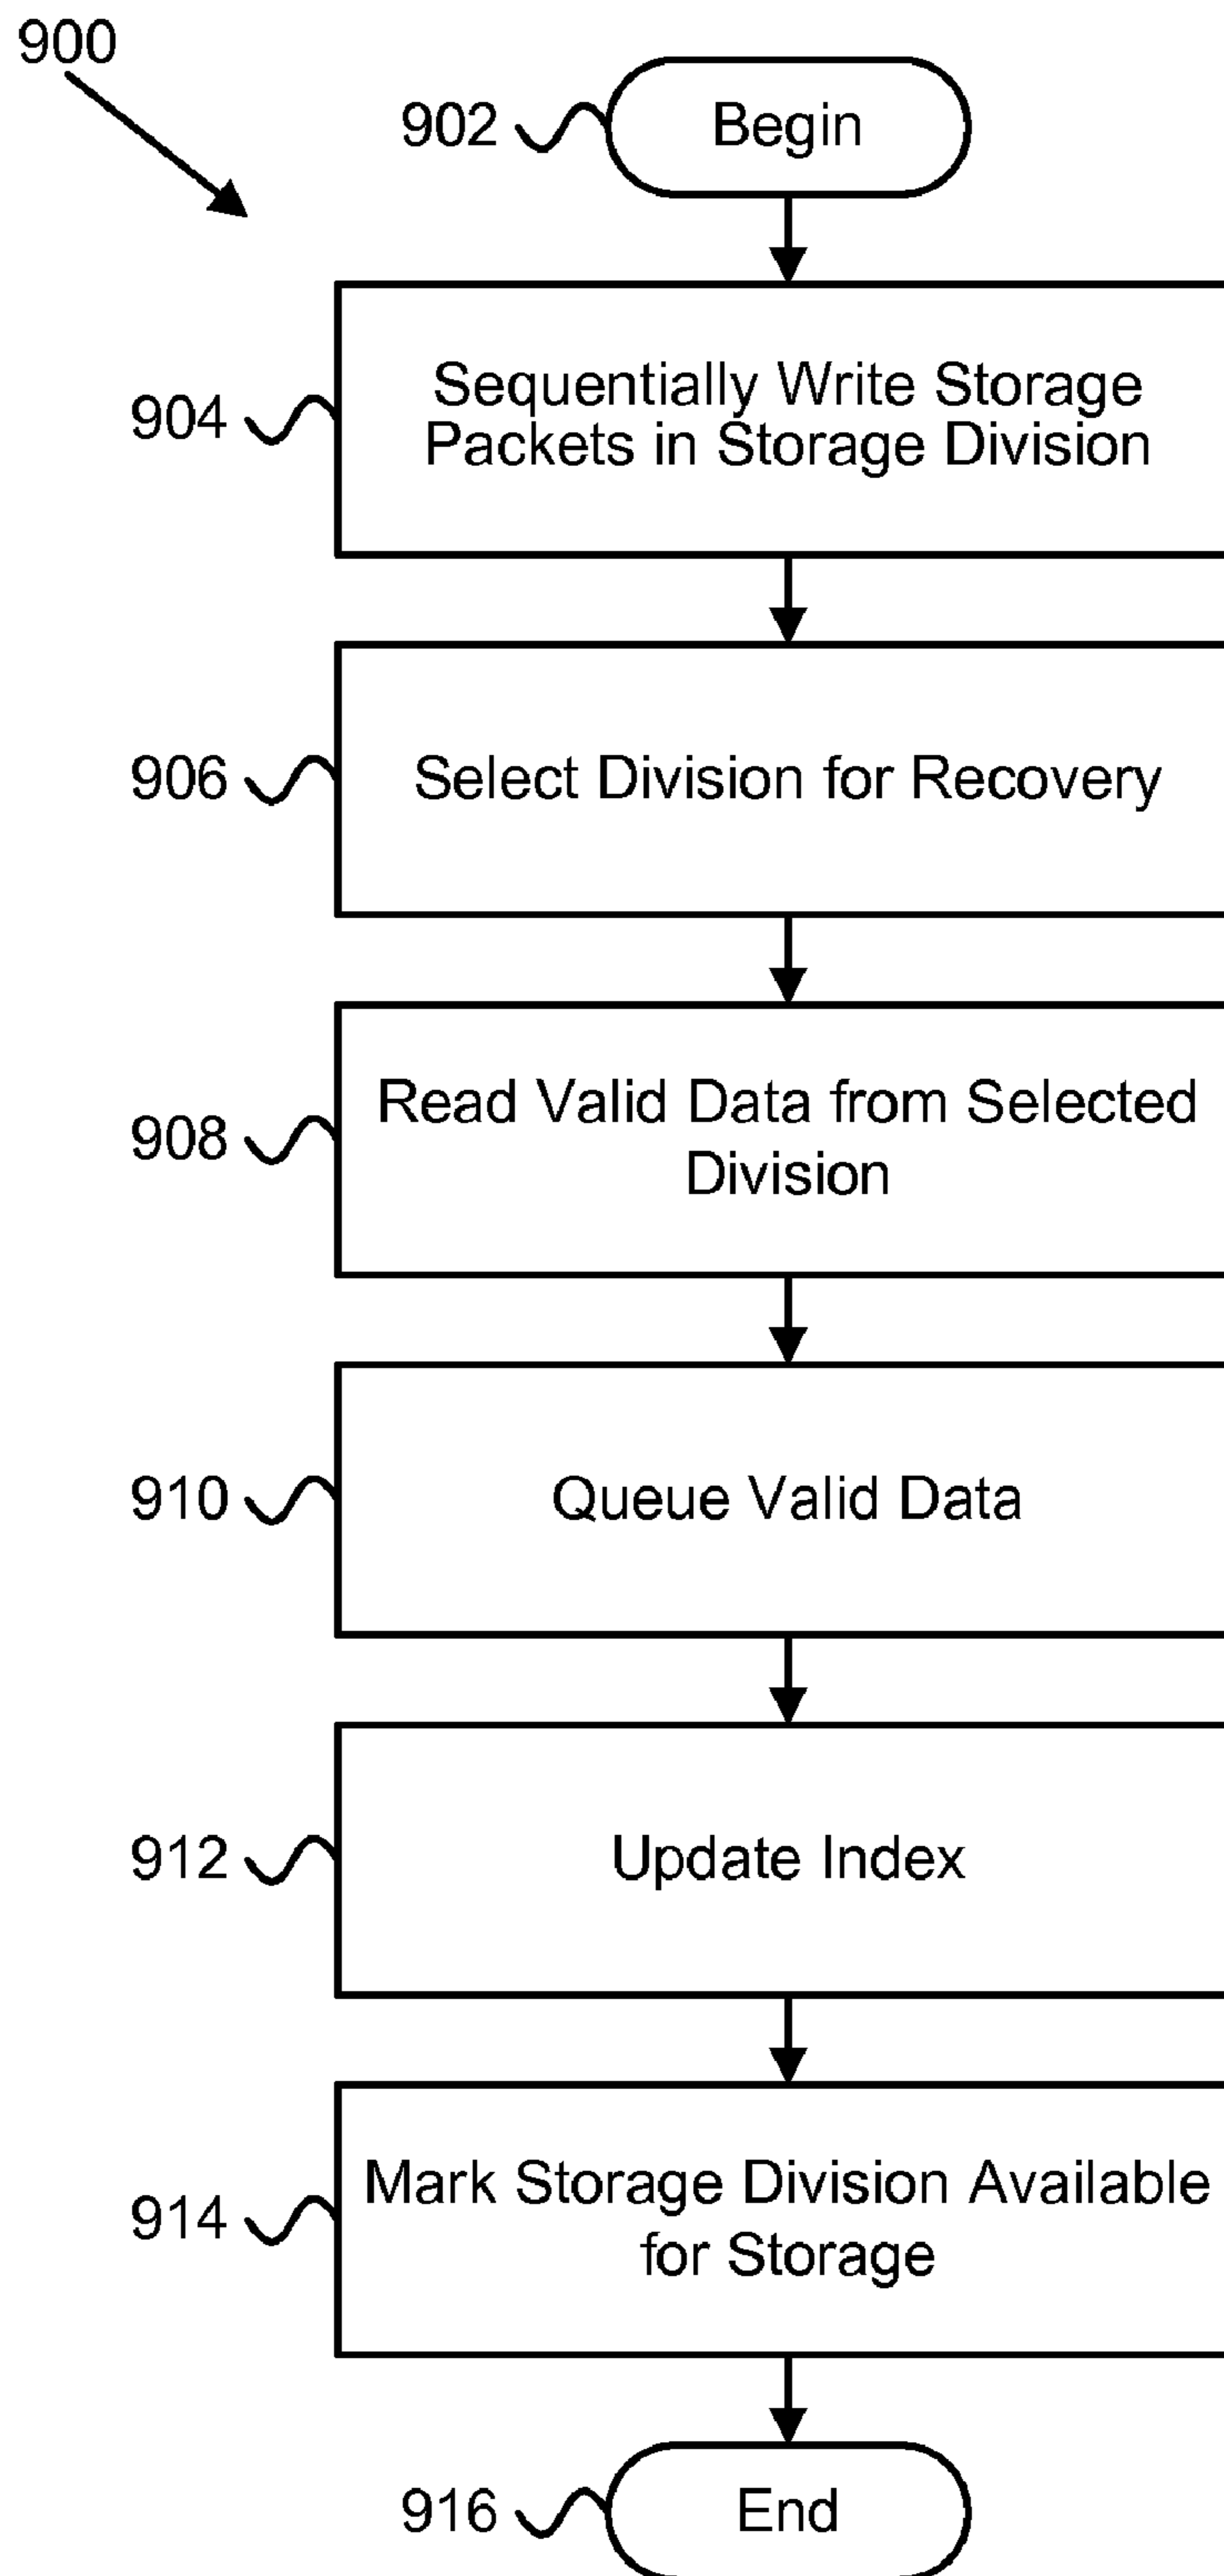 900
902 Begin
904 Sequentially Write Storage
Packets in Storage Division
906 Select Division for Recovery
908 Read Valid Data from Selected
Division
910 Queue Valid Data
912 Update Index
914 Mark Storage Division Available
for Storage
916 End